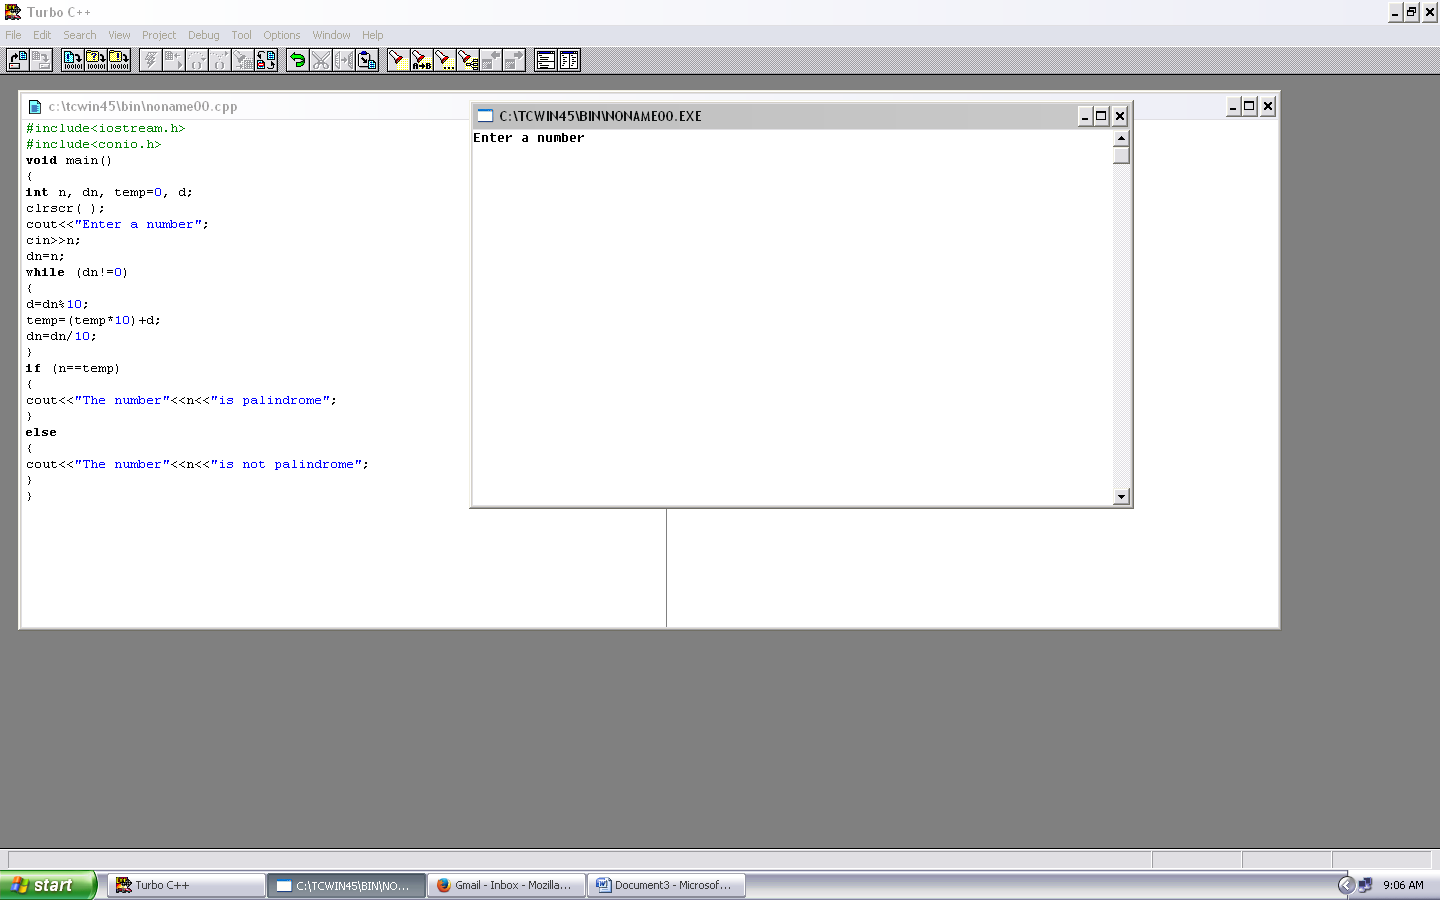 Turbo C++
File Edit Search View Project Debug Tool Options Window Help
c:\tcwin45\bin\noname00.cpp
#include<iostream.h>
#include<conio.h>
void main()
{
int n, dn, temp=0, d;
clrscr( );
cout<<"Enter a number";
cin>>n;
dn=n;
while (dn!=0)
{
d=dn%10;
temp=(temp*10)+d;
dn=dn/10;
}
if (n==temp)
{
cout<<"The number"<<n<<"is palindrome";
}
else
{
cout<<"The number"<<n<<"is not palindrome";
}
}
C:\TCWIN45\BIN\NONAME00.EXE
Enter a number
start
Turbo C++
C:\TCWIN45\BIN\NO...
Gmail - Inbox - Mozilla...
Document3 - Microsof...
9:06 AM